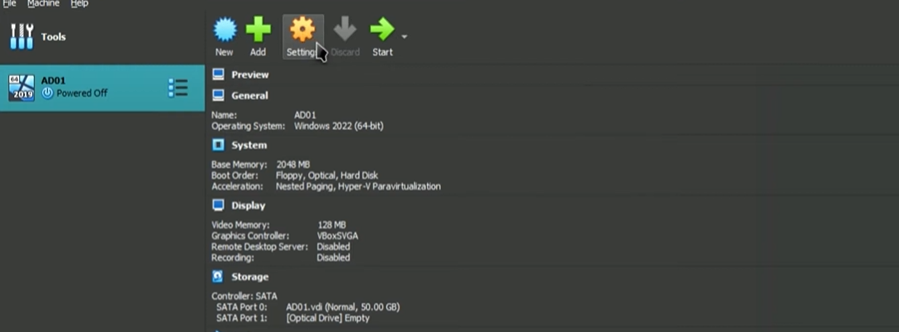 File Machine Help
Tools
New Add Settings Discard Start
64
2019
AD01
Powered Off
Preview
General
Name: AD01
Operating System: Windows 2022 (64-bit)
System
Base Memory: 2048 MB
Boot Order: Floppy, Optical, Hard Disk
Acceleration: Nested Paging, Hyper-V Paravirtualization
Display
Video Memory: 128 MB
Graphics Controller: VBoxSVGA
Remote Desktop Server: Disabled
Recording: Disabled
Storage
Controller: SATA
SATA Port 0: AD01.vdi (Normal, 50.00 GB)
SATA Port 1: [Optical Drive] Empty